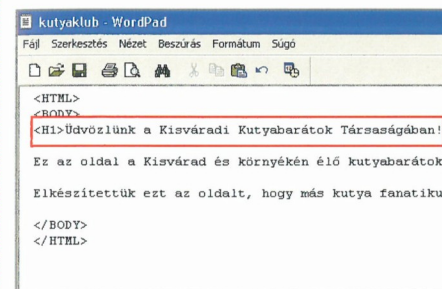 kutyaklub - WordPad
Fájl Szerkesztés Nézet Beszúrás Formátum Súgó
<HTML>
<BODY>
<H1>Üdvözlünk a Kisváradi Kutyabarátok Társaságában!
Ez az oldal a Kisvárad és környékén élő kutyabarátok
Elkészítettük ezt az oldalt, hogy más kutya fanatiku
</BODY>
</HTML>